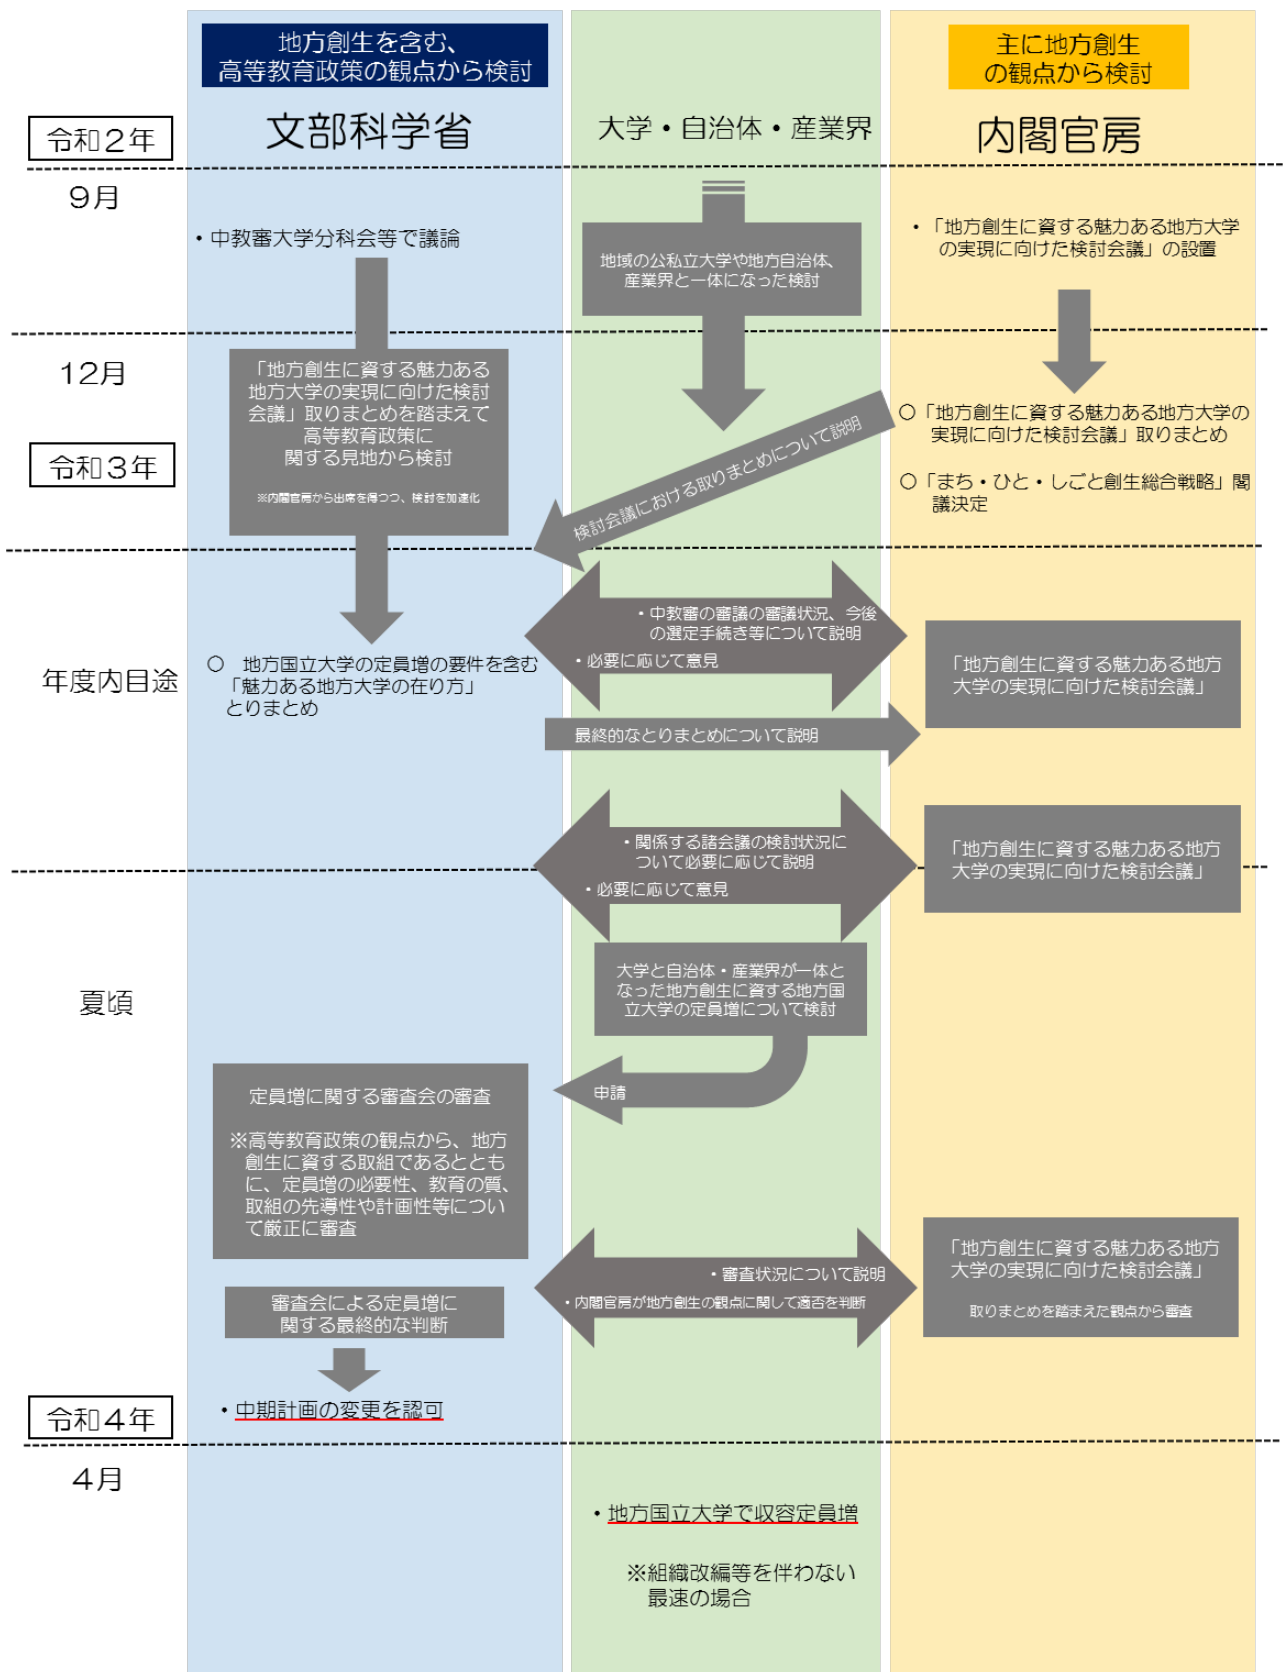 地方創生を含む、
高等教育政策の観点から検討
主に地方創生
の観点から検討
令和２年
文部科学省
大学・自治体・産業界
内閣官房
９月
・中教審大学分科会等で議論
地域の公私立大学や地方自治体、
産業界と一体になった検討
・「地方創生に資する魅力ある地方大学
の実現に向けた検討会議」の設置
１２月
「地方創生に資する魅力ある
地方大学の実現に向けた検討
会議」取りまとめを踏まえて
高等教育政策に
関する見地から検討
※内閣官房から出席を得つつ、検討を加速化
検討会議における取りまとめについて説明
○「地方創生に資する魅力ある地方大学の
実現に向けた検討会議」取りまとめ
○「まち・ひと・しごと創生総合戦略」閣
議決定
令和３年
年度内目途
○　地方国立大学の定員増の要件を含む
「魅力ある地方大学の在り方」
とりまとめ
・中教審の審議の審議状況、今後
の選定手続き等について説明
・必要に応じて意見
「地方創生に資する魅力ある地方
大学の実現に向けた検討会議」
最終的なとりまとめについて説明
・関係する諸会議の検討状況に
ついて必要に応じて説明
・必要に応じて意見
「地方創生に資する魅力ある地方
大学の実現に向けた検討会議」
夏頃
大学と自治体・産業界が一体と
なった地方創生に資する地方国
立大学の定員増について検討
申請
定員増に関する審査会の審査
※高等教育政策の観点から、地方
創生に資する取組であるととも
に、定員増の必要性、教育の質、
取組の先導性や計画性等につい
て厳正に審査
・審査状況について説明
・内閣官房が地方創生の観点に関して適否を判断
「地方創生に資する魅力ある地方
大学の実現に向けた検討会議」
取りまとめを踏まえた観点から審査
審査会による定員増に
関する最終的な判断
令和４年
・中期計画の変更を認可
４月
・地方国立大学で収容定員増
※組織改編等を伴わない
最速の場合